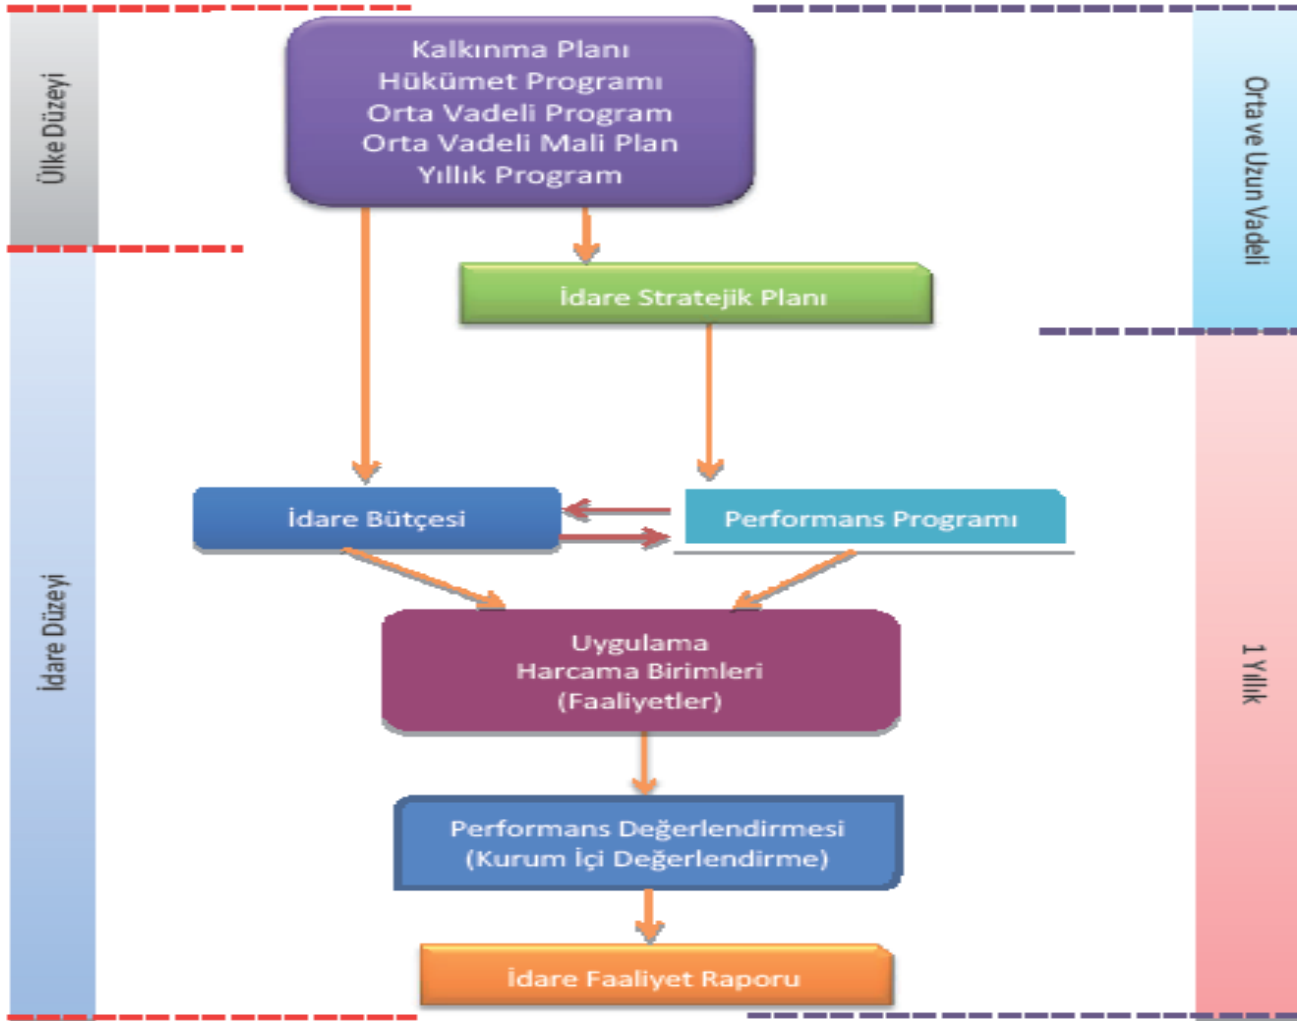 Ülke Düzeyi
Kalkınma Planı
Hükümet Programı
Orta Vadeli Program
Orta Vadeli Mali Plan
Yıllık Program
Orta ve Uzun Vadeli
İdare Stratejik Planı
İdare Düzeyi
İdare Bütçesi
Performans Programı
1 Yıllık
Uygulama
Harcama Birimleri
(Faaliyetler)
Performans Değerlendirmesi
(Kurum İçi Değerlendirme)
İdare Faaliyet Raporu